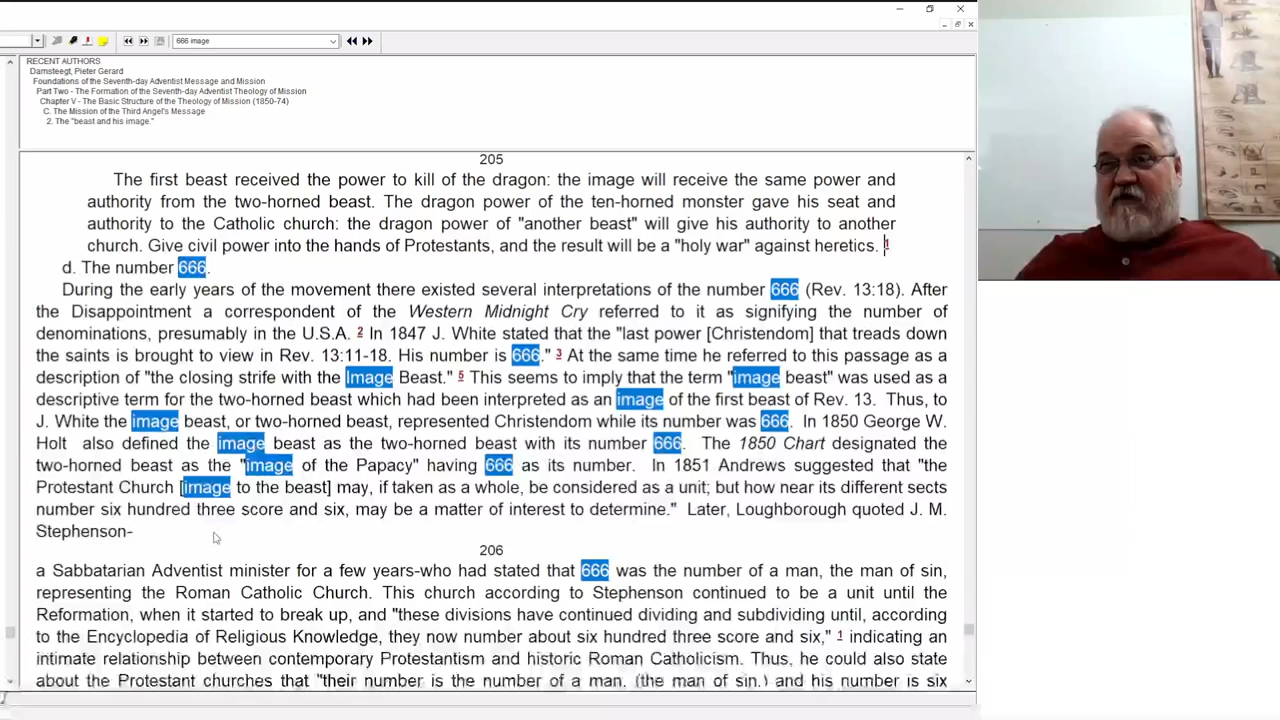 666 image
RECENT AUTHORS
Damsteegt, Pieter Gerard
Foundations of the Seventh-day Adventist Message and Mission
Part Two - The Formation of the Seventh-day Adventist Theology of Mission
Chapter V - The Basic Structure of the Theology of Mission (1850-74)
C. The Mission of the Third Angel's Message
2. The "beast and his image."
205
The first beast received the power to kill of the dragon: the image will receive the same power and
authority from the two-horned beast. The dragon power of the ten-horned monster gave his seat and
authority to the Catholic church: the dragon power of "another beast" will give his authority to another
church. Give civil power into the hands of Protestants, and the result will be a "holy war" against heretics. 1
d. The number 666.
During the early years of the movement there existed several interpretations of the number 666 (Rev. 13:18). After
the Disappointment a correspondent of the Western Midnight Cry referred to it as signifying the number of
denominations, presumably in the U.S.A. 2 In 1847 J. White stated that the "last power [Christendom] that treads down
the saints is brought to view in Rev. 13:11-18. His number is 666." 3 At the same time he referred to this passage as a
description of "the closing strife with the Image Beast." 5 This seems to imply that the term "image beast" was used as a
descriptive term for the two-horned beast which had been interpreted as an image of the first beast of Rev. 13. Thus, to
J. White the image beast, or two-horned beast, represented Christendom while its number was 666. In 1850 George W.
Holt also defined the image beast as the two-horned beast with its number 666. The 1850 Chart designated the
two-horned beast as the "image of the Papacy" having 666 as its number. In 1851 Andrews suggested that "the
Protestant Church [image to the beast] may, if taken as a whole, be considered as a unit; but how near its different sects
number six hundred three score and six, may be a matter of interest to determine." Later, Loughborough quoted J. M.
Stephenson-
206
a Sabbatarian Adventist minister for a few years-who had stated that 666 was the number of a man, the man of sin,
representing the Roman Catholic Church. This church according to Stephenson continued to be a unit until the
Reformation, when it started to break up, and "these divisions have continued dividing and subdividing until, according
to the Encyclopedia of Religious Knowledge, they now number about six hundred three score and six," 1 indicating an
intimate relationship between contemporary Protestantism and historic Roman Catholicism. Thus, he could also state
about the Protestant churches that "their number is the number of a man, (the man of sin,) and his number is six